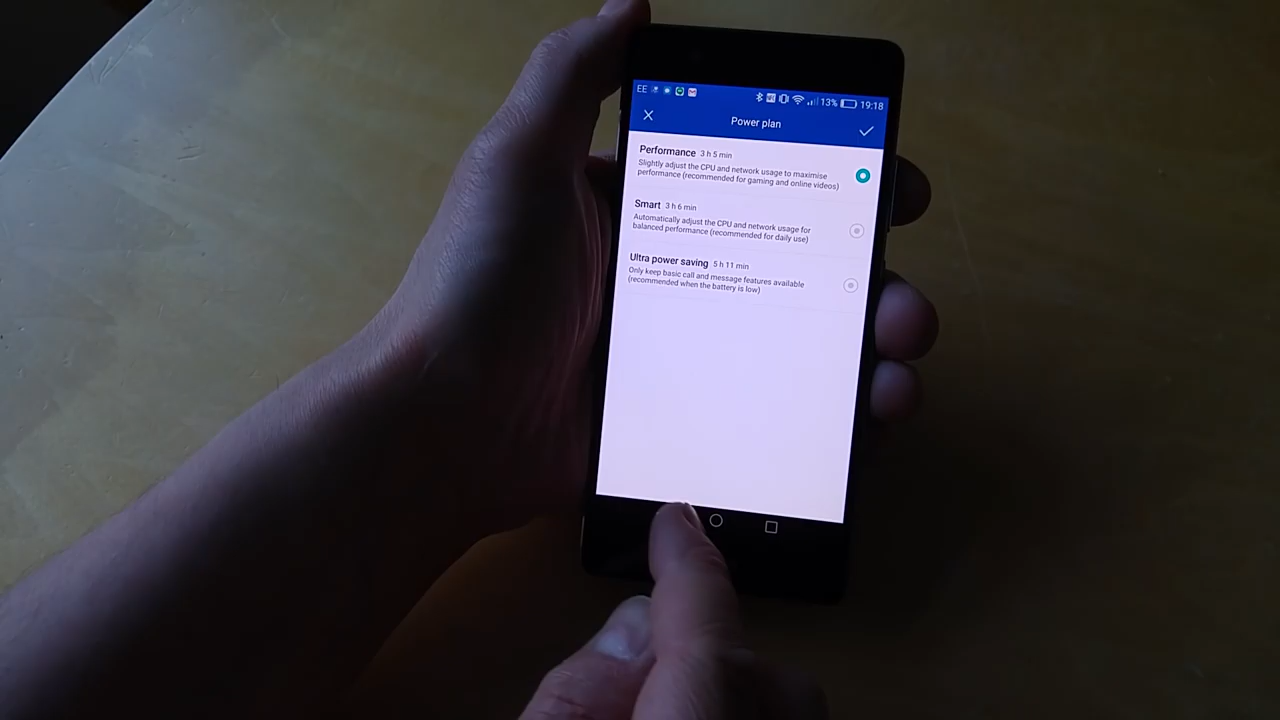 EE 13% 19:18
Power plan
Performance 3 h 5 min
Slightly adjust the CPU and network usage to maximise
performance (recommended for gaming and online videos)
Smart 3 h 6 min
Automatically adjust the CPU and network usage for
balanced performance (recommended for daily use)
Ultra power saving 5 h 11 min
Only keep basic call and message features available
(recommended when the battery is low)